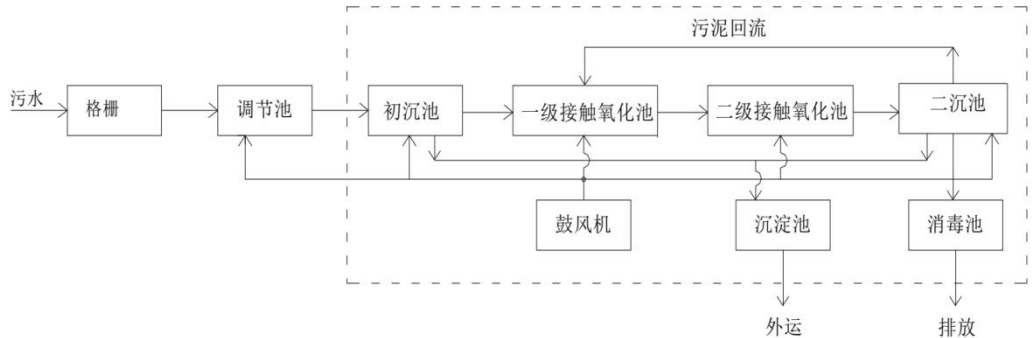 污泥回流
污水
格栅
调节池
初沉池
一级接触氧化池
二级接触氧化池
二沉池
鼓风机
沉淀池
消毒池
外运
排放